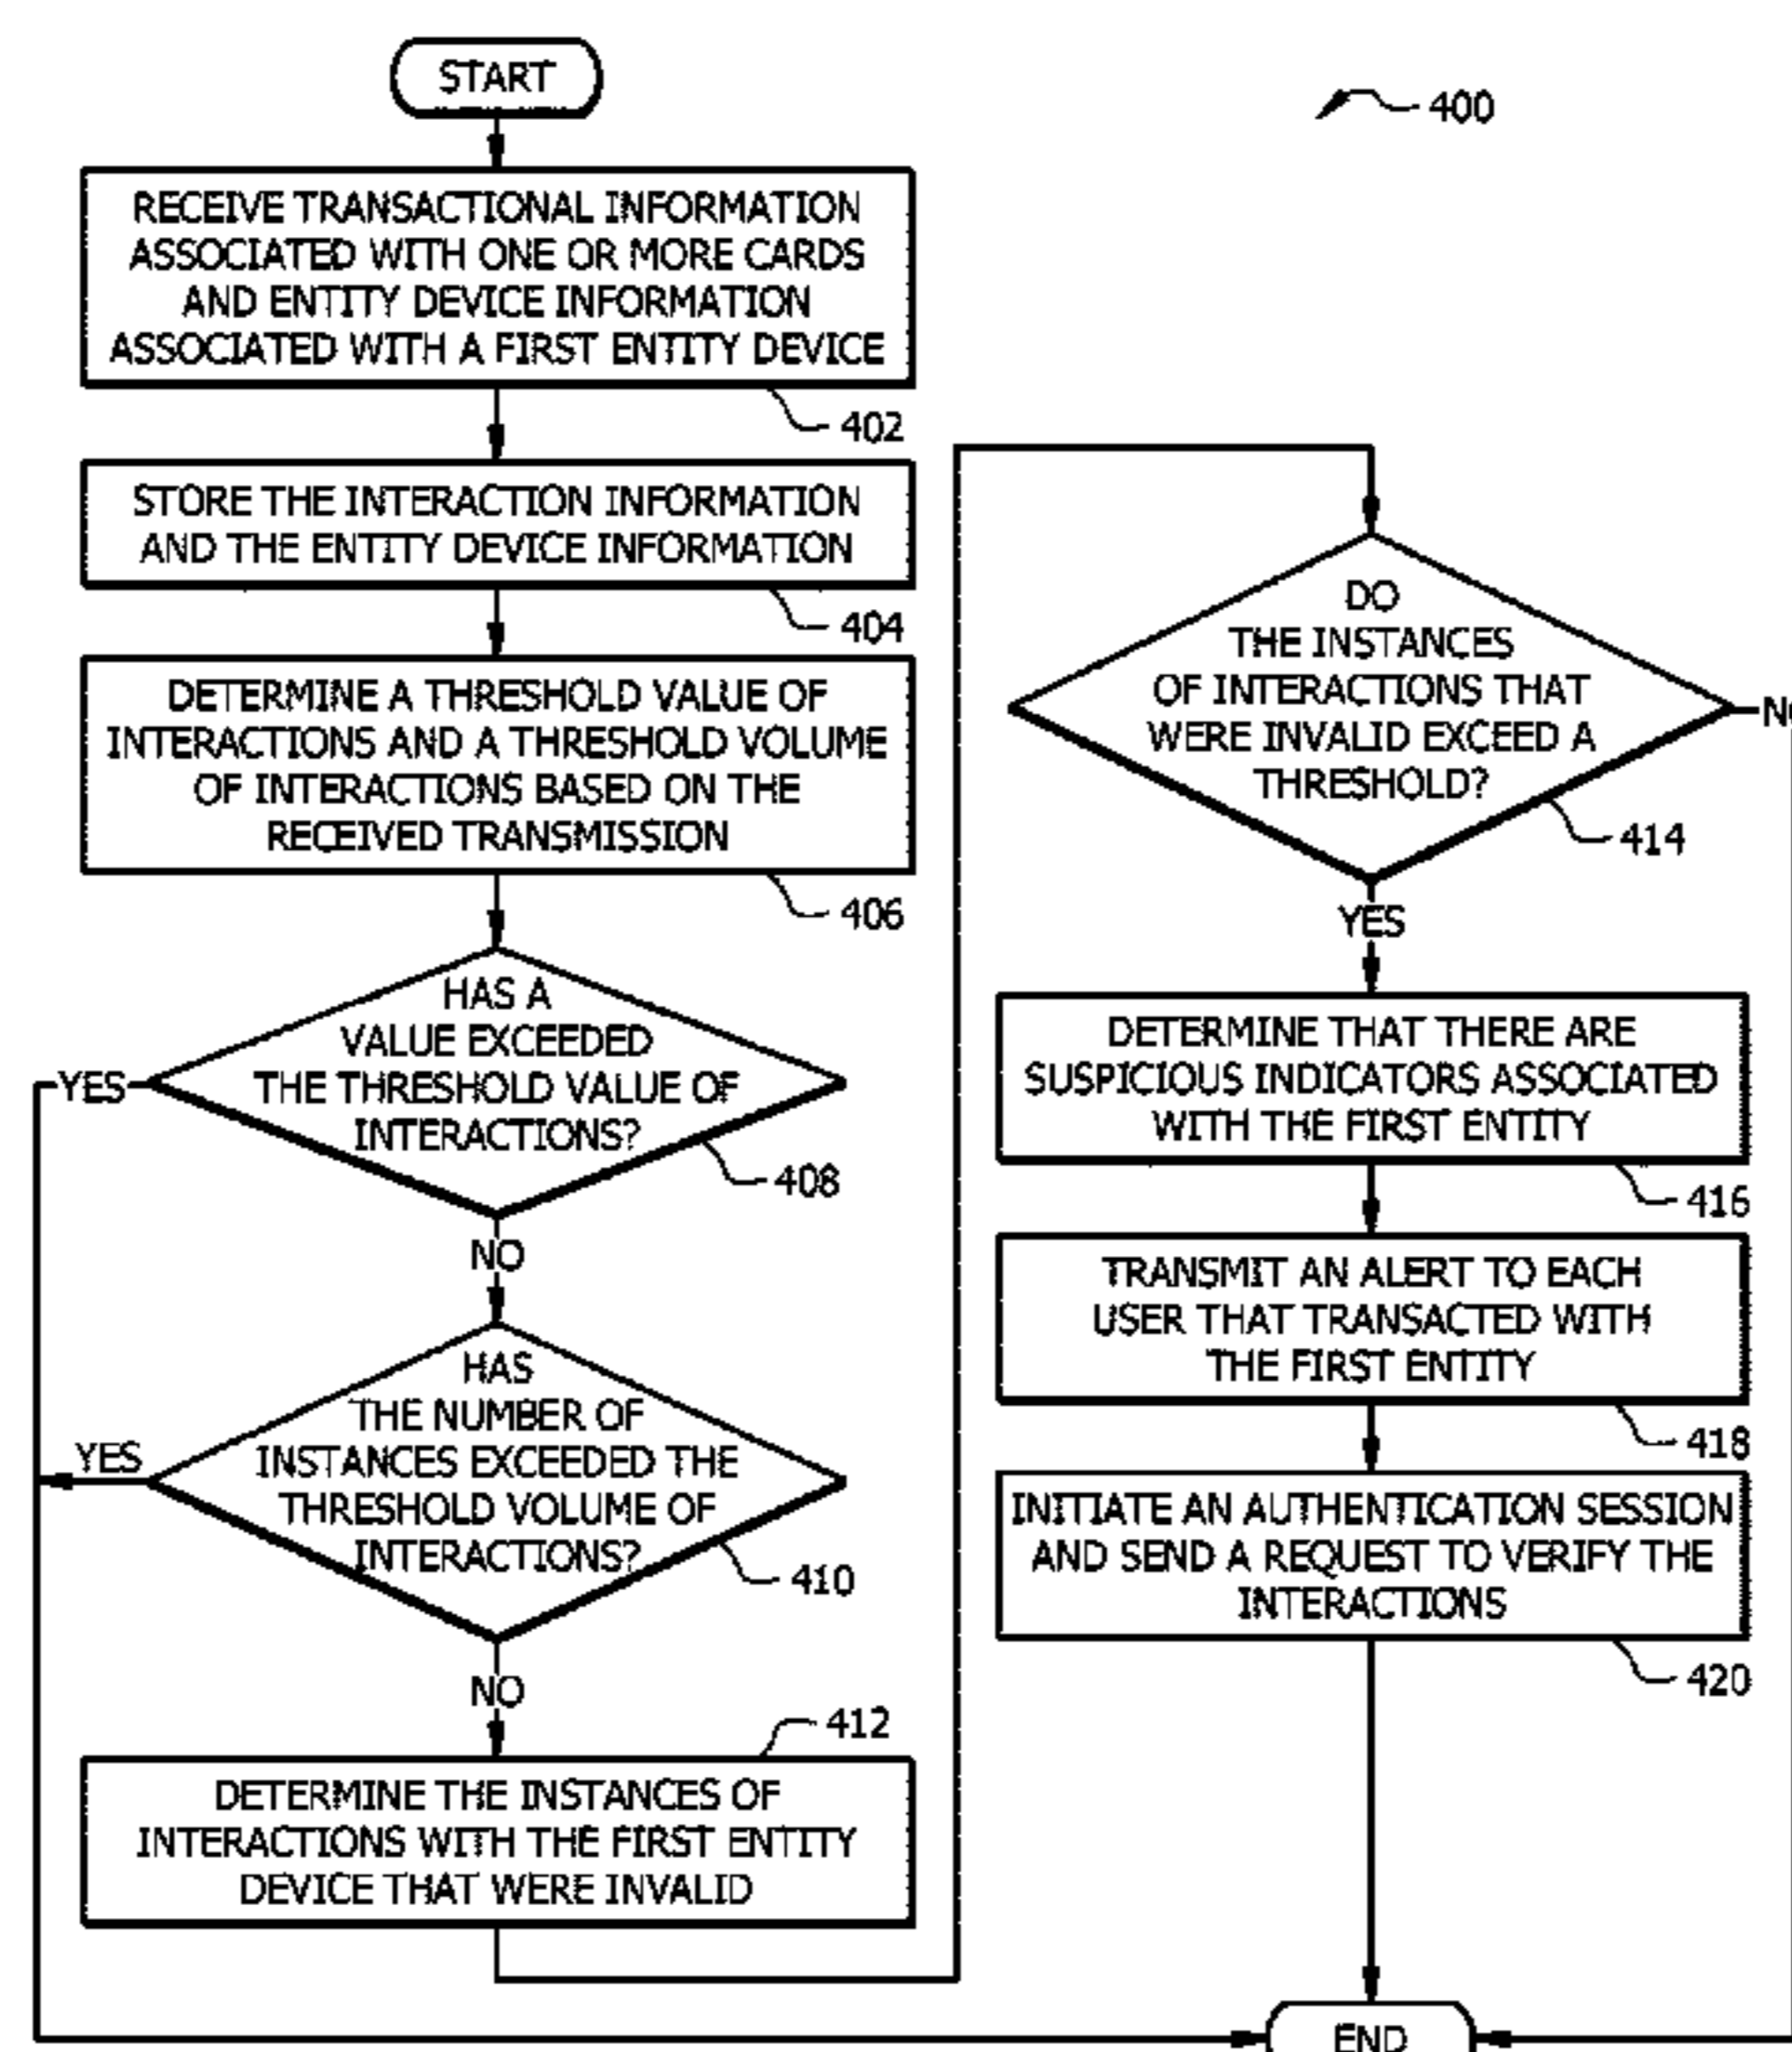 START
400
RECEIVE TRANSACTIONAL INFORMATION
ASSOCIATED WITH ONE OR MORE CARDS
AND ENTITY DEVICE INFORMATION
ASSOCIATED WITH A FIRST ENTITY DEVICE
402
STORE THE INTERACTION INFORMATION
AND THE ENTITY DEVICE INFORMATION
404
DETERMINE A THRESHOLD VALUE OF
INTERACTIONS AND A THRESHOLD VOLUME
OF INTERACTIONS BASED ON THE
RECEIVED TRANSMISSION
406
HAS A
VALUE EXCEEDED
THE THRESHOLD VALUE OF
INTERACTIONS?
YES
408
NO
HAS
THE NUMBER OF
INSTANCES EXCEEDED THE
THRESHOLD VOLUME OF
INTERACTIONS?
YES
410
NO
412
DETERMINE THE INSTANCES OF
INTERACTIONS WITH THE FIRST ENTITY
DEVICE THAT WERE INVALID
DO
THE INSTANCES
OF INTERACTIONS THAT
WERE INVALID EXCEED A
THRESHOLD?
NO
414
YES
DETERMINE THAT THERE ARE
SUSPICIOUS INDICATORS ASSOCIATED
WITH THE FIRST ENTITY
416
TRANSMIT AN ALERT TO EACH
USER THAT TRANSACTED WITH
THE FIRST ENTITY
418
INITIATE AN AUTHENTICATION SESSION
AND SEND A REQUEST TO VERIFY THE
INTERACTIONS
420
END